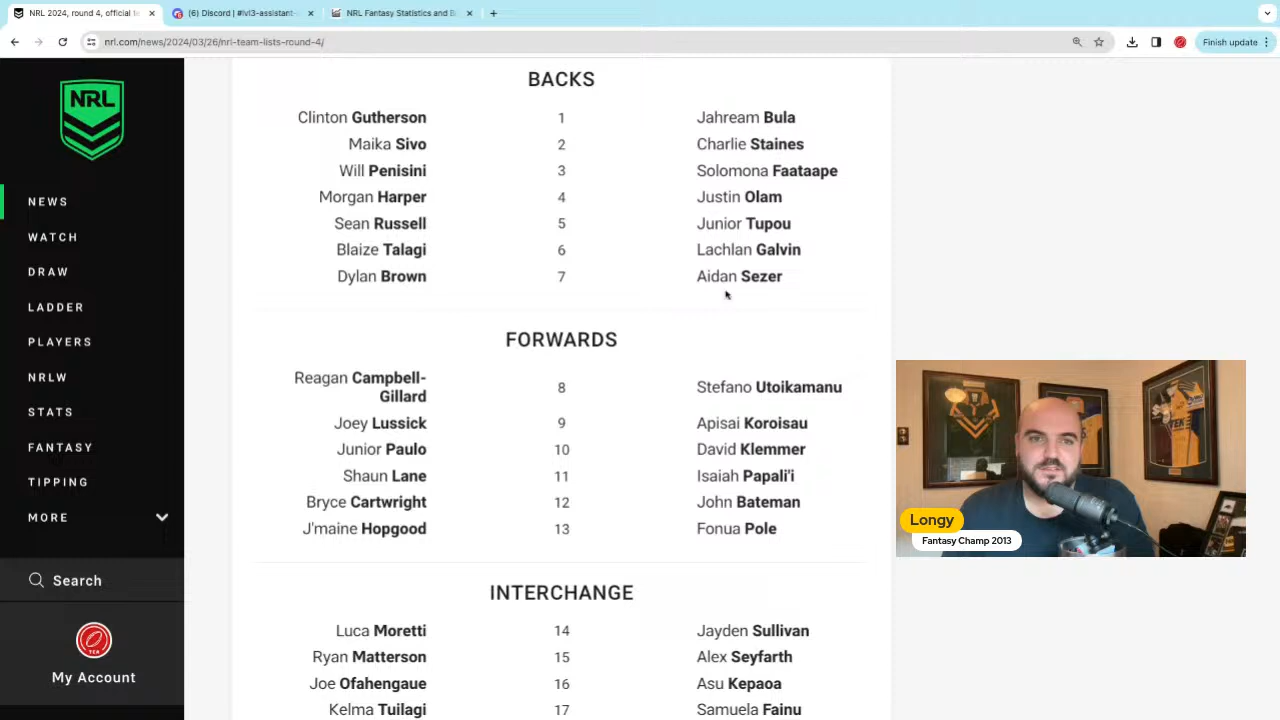 NRL 2024, round 4, official t
Discord | #lvl3-assistant-
NRL Fantasy Statistics and B
nrl.com/news/2024/03/26/nrl-team-lists-round-4/
Finish update
NRL
NEWS
WATCH
DRAW
LADDER
PLAYERS
NRLW
STATS
FANTASY
TIPPING
MORE
Search
My Account
BACKS
Clinton Gutherson 1 Jahream Bula
Maika Sivo 2 Charlie Staines
Will Penisini 3 Solomona Faataape
Morgan Harper 4 Justin Olam
Sean Russell 5 Junior Tupou
Blaize Talagi 6 Lachlan Galvin
Dylan Brown 7 Aidan Sezer
FORWARDS
Reagan Campbell-
Gillard 8 Stefano Utoikamanu
Joey Lussick 9 Apisai Koroisau
Junior Paulo 10 David Klemmer
Shaun Lane 11 Isaiah Papali'i
Bryce Cartwright 12 John Bateman
J'maine Hopgood 13 Fonua Pole
INTERCHANGE
Luca Moretti 14 Jayden Sullivan
Ryan Matterson 15 Alex Seyfarth
Joe Ofahengaue 16 Asu Kepaoa
Kelma Tuilagi 17 Samuela Fainu
Longy
Fantasy Champ 2013